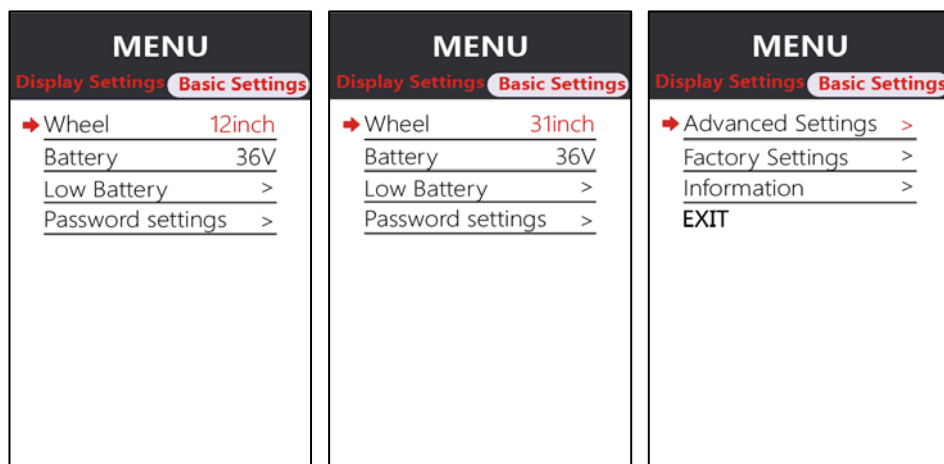 MENU
Display Settings Basic Settings
Wheel 12inch
Battery 36V
Low Battery >
Password settings >
MENU
Display Settings Basic Settings
Wheel 31inch
Battery 36V
Low Battery >
Password settings >
MENU
Display Settings Basic Settings
Advanced Settings >
Factory Settings >
Information >
EXIT